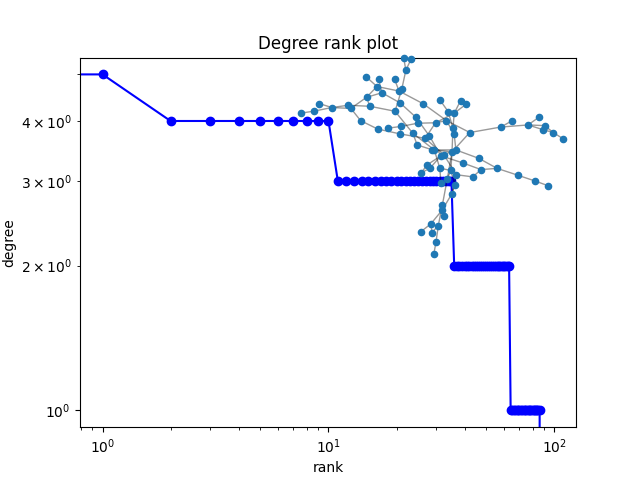 Degree rank plot
degree
4 × 10⁰
3 × 10⁰
2 × 10⁰
10⁰
10⁰
10¹
10²
rank